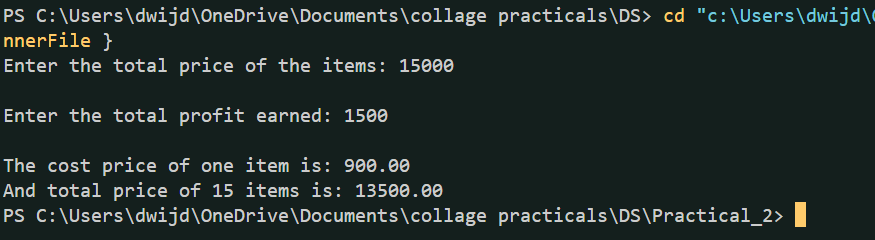 PS C:\Users\dwijd\OneDrive\Documents\collage practicals\DS> cd "c:\Users\dwijd\
nnerFile }
Enter the total price of the items: 15000
Enter the total profit earned: 1500
The cost price of one item is: 900.00
And total price of 15 items is: 13500.00
PS C:\Users\dwijd\OneDrive\Documents\collage practicals\DS\Practical_2>